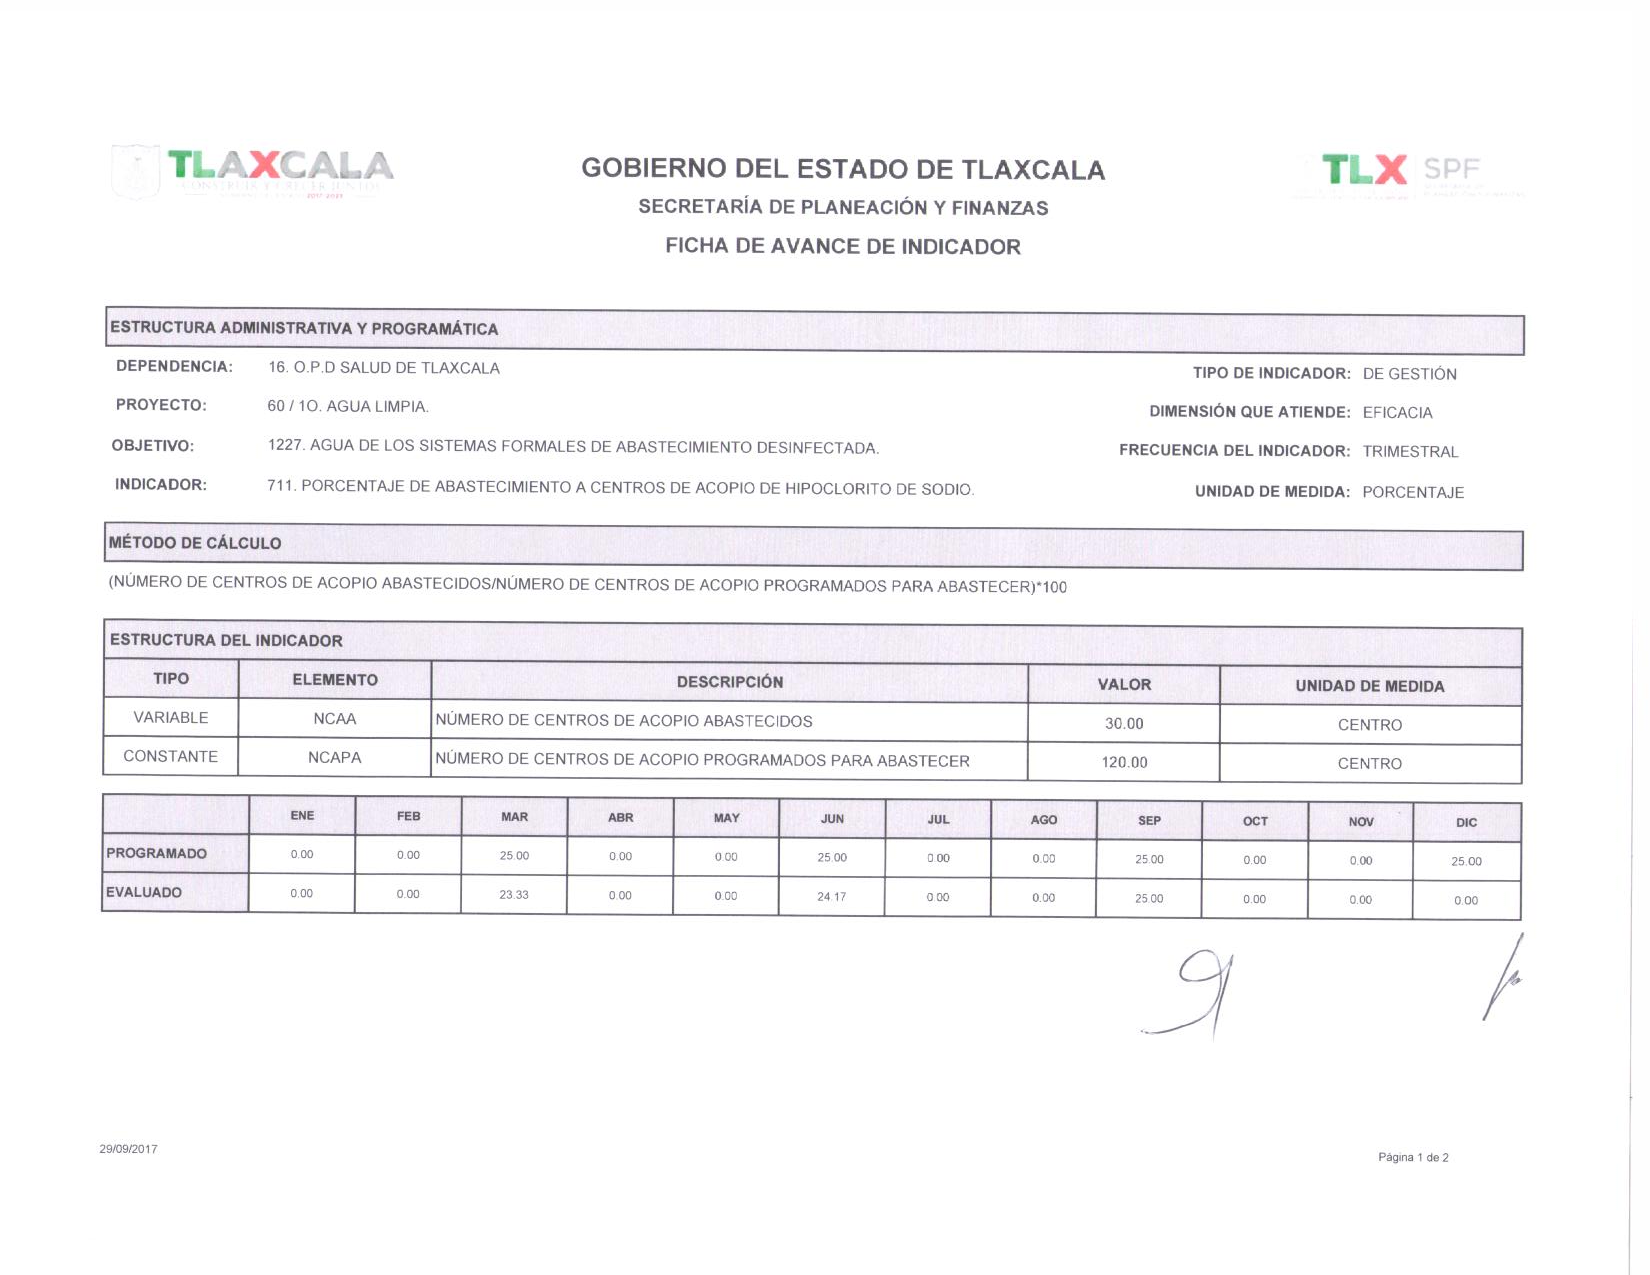 TLAXCALA
CONSTRUIR Y CRECER JUNTOS
2017-2021
GOBIERNO DEL ESTADO DE TLAXCALA
SECRETARÍA DE PLANEACIÓN Y FINANZAS
FICHA DE AVANCE DE INDICADOR
TLX SPF
ESTRUCTURA ADMINISTRATIVA Y PROGRAMÁTICA
DEPENDENCIA: 16. O.P.D SALUD DE TLAXCALA TIPO DE INDICADOR: DE GESTIÓN
PROYECTO: 60 / 1O. AGUA LIMPIA. DIMENSIÓN QUE ATIENDE: EFICACIA
OBJETIVO: 1227. AGUA DE LOS SISTEMAS FORMALES DE ABASTECIMIENTO DESINFECTADA. FRECUENCIA DEL INDICADOR: TRIMESTRAL
INDICADOR: 711. PORCENTAJE DE ABASTECIMIENTO A CENTROS DE ACOPIO DE HIPOCLORITO DE SODIO. UNIDAD DE MEDIDA: PORCENTAJE
MÉTODO DE CÁLCULO
(NÚMERO DE CENTROS DE ACOPIO ABASTECIDOS/NÚMERO DE CENTROS DE ACOPIO PROGRAMADOS PARA ABASTECER)*100
ESTRUCTURA DEL INDICADOR
TIPO ELEMENTO DESCRIPCIÓN VALOR UNIDAD DE MEDIDA
VARIABLE NCAA NÚMERO DE CENTROS DE ACOPIO ABASTECIDOS 30.00 CENTRO
CONSTANTE NCAPA NÚMERO DE CENTROS DE ACOPIO PROGRAMADOS PARA ABASTECER 120.00 CENTRO
ENE FEB MAR ABR MAY JUN JUL AGO SEP OCT NOV DIC
PROGRAMADO 0.00 0.00 25.00 0.00 0.00 25.00 0.00 0.00 25.00 0.00 0.00 25.00
EVALUADO 0.00 0.00 23.33 0.00 0.00 24.17 0.00 0.00 25.00 0.00 0.00 0.00
29/09/2017
Página 1 de 2